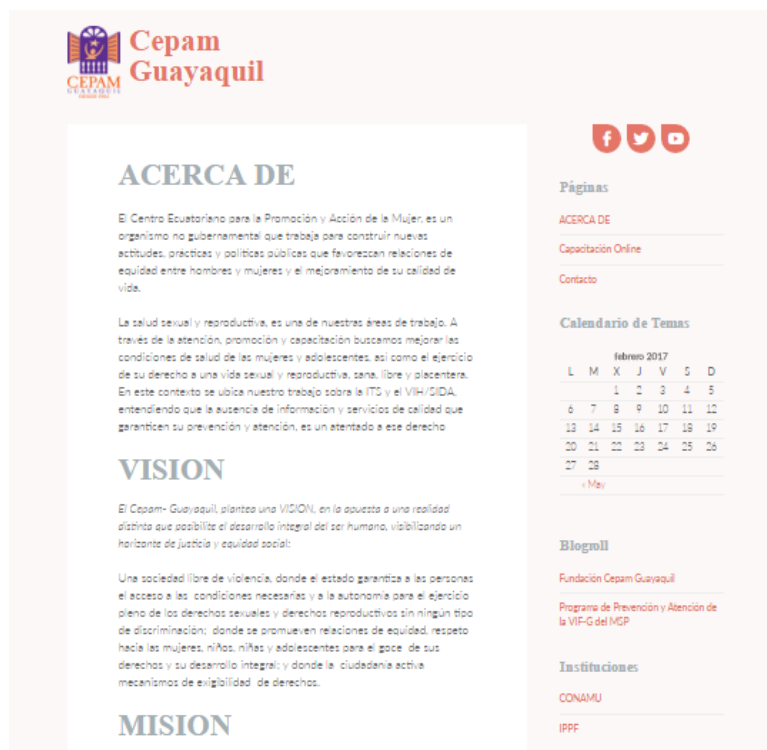 CEPAM
GUAYAQUIL
Cepam
Guayaquil
ACERCA DE
El Centro Ecuatoriano para la Promoción y Acción de la Mujer, es un
organismo no gubernamental que trabaja para construir nuevas
actitudes, prácticas y políticas públicas que favorezcan relaciones de
equidad entre hombres y mujeres y el mejoramiento de su calidad de
vida.
La salud sexual y reproductiva, es una de nuestras áreas de trabajo. A
través de la atención, promoción y capacitación buscamos mejorar las
condiciones de salud de las mujeres y adolescentes, asi como el ejercicio
de su derecho a una vida sexual y reproductiva, sana, libre y placentera.
En este contexto se ubica nuestro trabajo sobre la ITS y el VIH/SIDA,
entendiendo que la ausencia de información y servicios de calidad que
garanticen su prevención y atención, es un atentado a ese derecho
VISION
El Cepam- Guayaquil, plantea una VISION, en la apuesta a una realidad
distinta que posibilite el desarrollo integral del ser humano, visibilizando un
horizonte de justicia y equidad social:
Una sociedad libre de violencia, donde el estado garantiza a las personas
el acceso a las condiciones necesarias y a la autonomía para el ejercicio
pleno de los derechos sexuales y derechos reproductivos sin ningún tipo
de discriminación; donde se promueven relaciones de equidad, respeto
hacia las mujeres, niños, niñas y adolescentes para el goce de sus
derechos y su desarrollo integral; y donde la ciudadanía activa
mecanismos de exigibilidad de derechos.
MISION
Páginas
ACERCA DE
Capacitación Online
Contacto
Calendario de Temas
febrero 2017
L M X J V S D
1 2 3 4 5
6 7 8 9 10 11 12
13 14 15 16 17 18 19
20 21 22 23 24 25 26
27 28
« May
Blogroll
Fundación Cepam Guayaquil
Programa de Prevención y Atención de
la VIF-G del MSP
Instituciones
CONAMU
IPPF